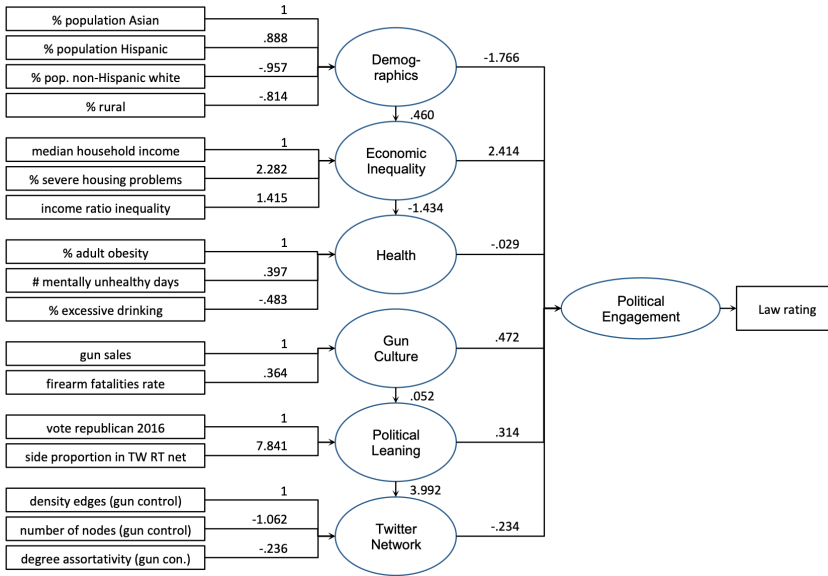 % population Asian
1
% population Hispanic
.888
% pop. non-Hispanic white
-.957
% rural
-.814
Demog-
raphics
-1.766
.460
median household income
1
% severe housing problems
2.282
income ratio inequality
1.415
Economic
Inequality
2.414
-1.434
% adult obesity
1
# mentally unhealthy days
.397
% excessive drinking
-.483
Health
-.029
gun sales
1
firearm fatalities rate
.364
Gun
Culture
.472
.052
vote republican 2016
1
side proportion in TW RT net
7.841
Political
Leaning
.314
3.992
density edges (gun control)
1
number of nodes (gun control)
-1.062
degree assortativity (gun con.)
-.236
Twitter
Network
-.234
Political
Engagement
Law rating